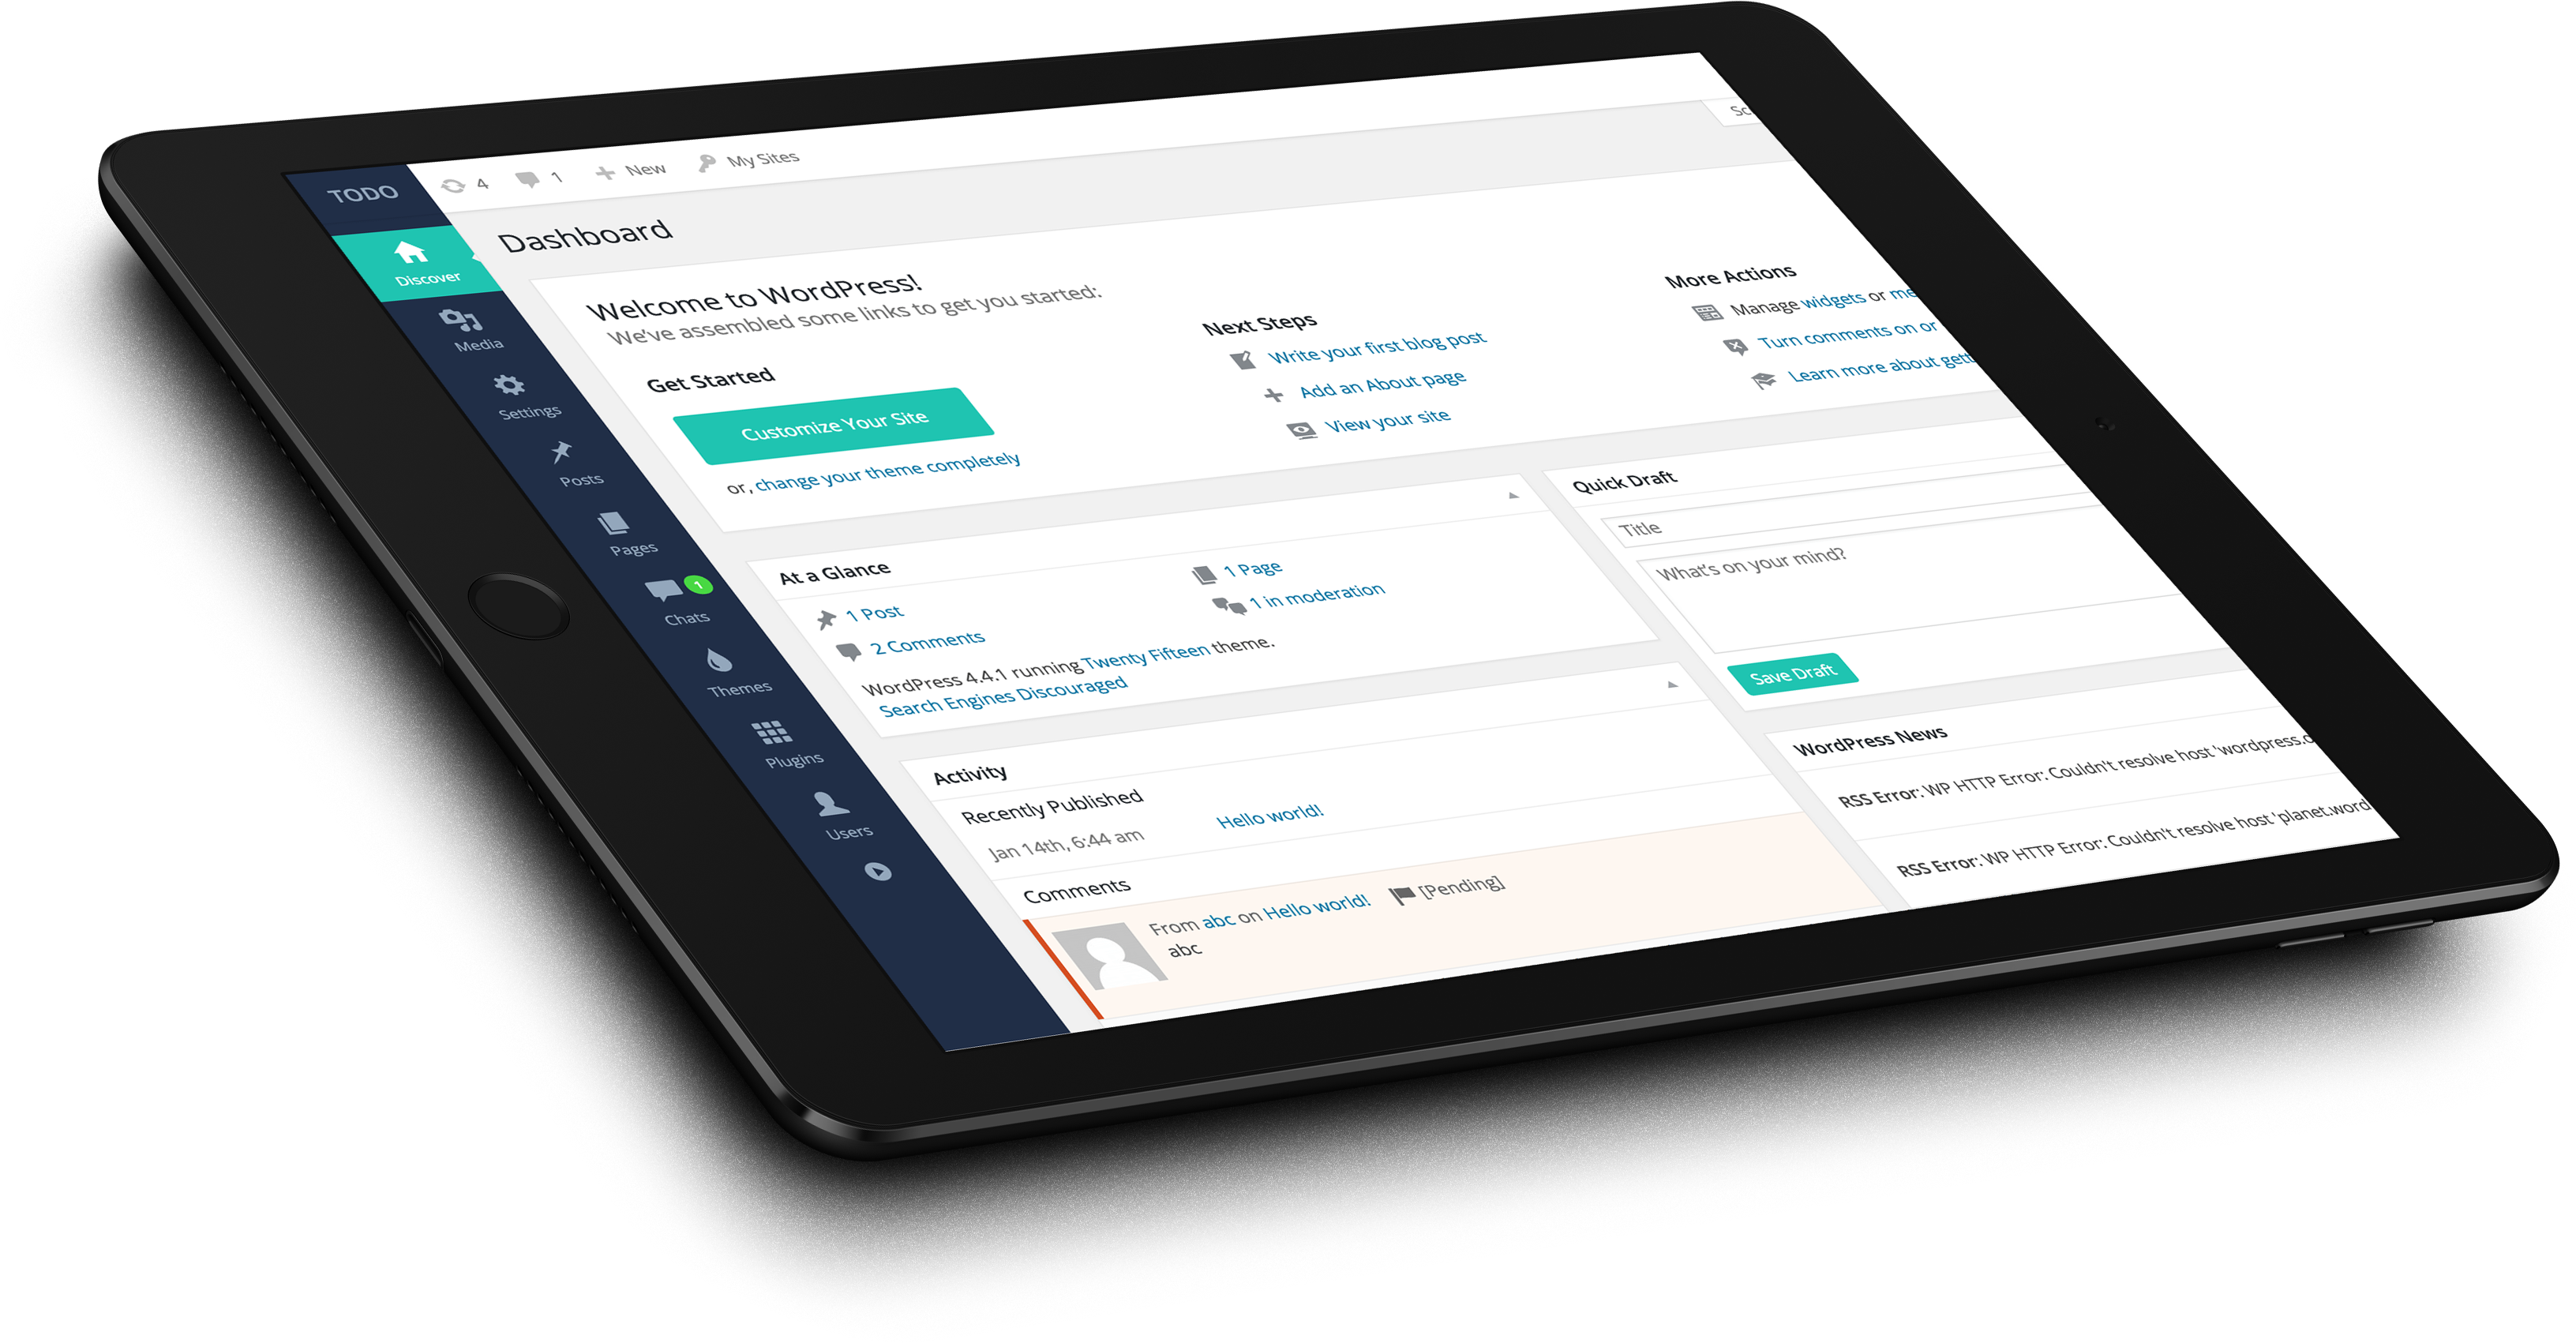 TODO
4
1
New
My Sites
Sc
Dashboard
Discover
Media
Settings
Posts
Pages
1
Chats
Themes
Plugins
Users
Welcome to WordPress!
We've assembled some links to get you started:
Get Started
Customize Your Site
or, change your theme completely
Next Steps
Write your first blog post
Add an About page
View your site
More Actions
Manage widgets or me
Turn comments on or
Learn more about gett
At a Glance
1 Post
1 Page
2 Comments
1 in moderation
WordPress 4.4.1 running Twenty Fifteen theme.
Search Engines Discouraged
Activity
Recently Published
Jan 14th, 6:44 am
Hello world!
Comments
From abc on Hello world! [Pending]
abc
Quick Draft
Title
What's on your mind?
Save Draft
WordPress News
RSS Error: WP HTTP Error: Couldn't resolve host 'wordpress.o
RSS Error: WP HTTP Error: Couldn't resolve host 'planet.word